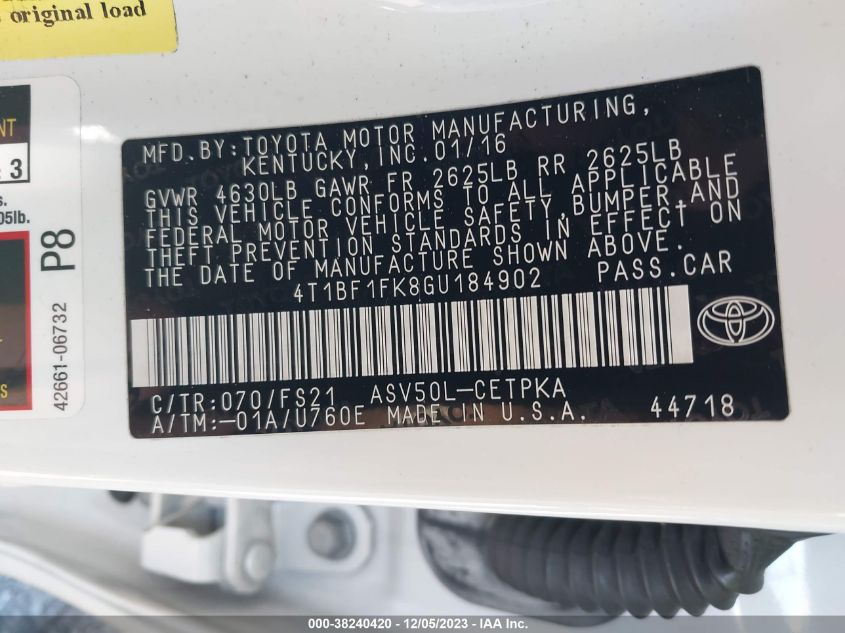 original load
NT
3
s.
05lb.
P8
42661-06732
S
MFD.BY:TOYOTA MOTOR MANUFACTURING,
KENTUCKY, INC.01/16
GVWR 4630LB GAWR FR 2625LB RR 2625LB
THIS VEHICLE CONFORMS TO ALL APPLICABLE
FEDERAL MOTOR VEHICLE SAFETY,BUMPER,AND
THEFT PREVENTION STANDARDS IN EFFECT ON
THE DATE OF MANUFACTURE SHOWN ABOVE.
4T1BF1FK8GU184902 PASS.CAR
C/TR:070/FS21 ASV50L-CETPKA
A/TM:-01A/U760E MADE IN U.S.A. 44718
000-38240420 - 12/05/2023 - IAA Inc.